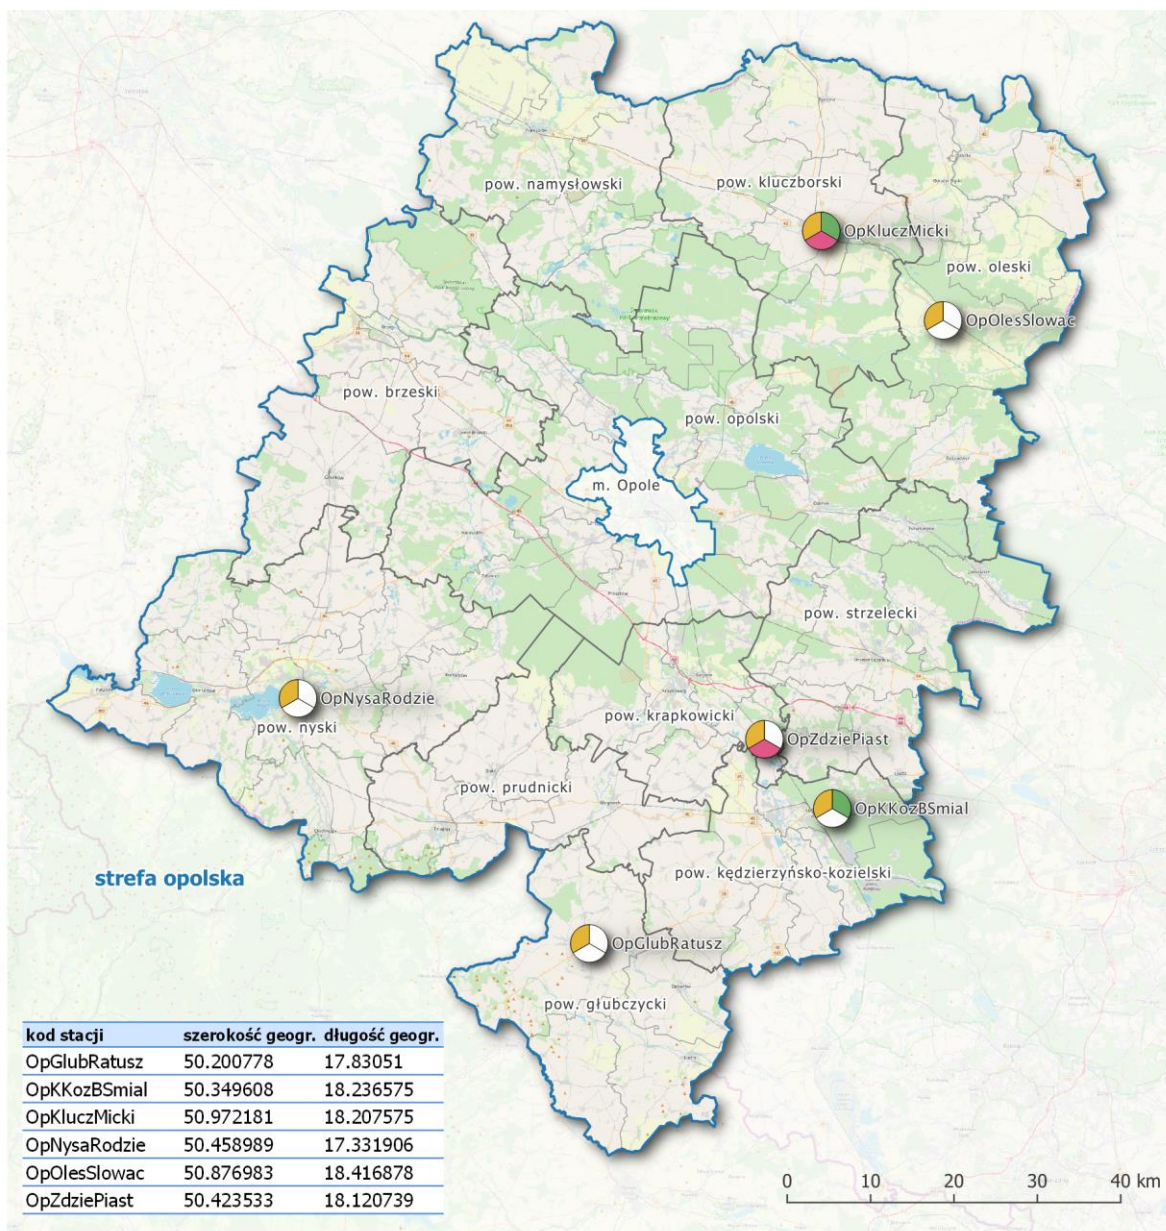 pow. namysłowski
pow. kluczborski
OpKluczMicki
pow. oleski
OpOlesSlowac
pow. brzeski
pow. opolski
m. Opole
pow. strzelecki
OpNysaRodzie
pow. nyski
pow. krapkowicki
OpZdziePiast
pow. prudnicki
OpKKozBSmial
strefa opolska
pow. kędzierzyńsko-kozielski
OpGlubRatusz
pow. głubczycki
kod stacji szerokość geogr. długość geogr.
OpGlubRatusz 50.200778 17.83051
OpKKozBSmial 50.349608 18.236575
OpKluczMicki 50.972181 18.207575
OpNysaRodzie 50.458989 17.331906
OpOlesSlowac 50.876983 18.416878
OpZdziePiast 50.423533 18.120739
0 10 20 30 40 km